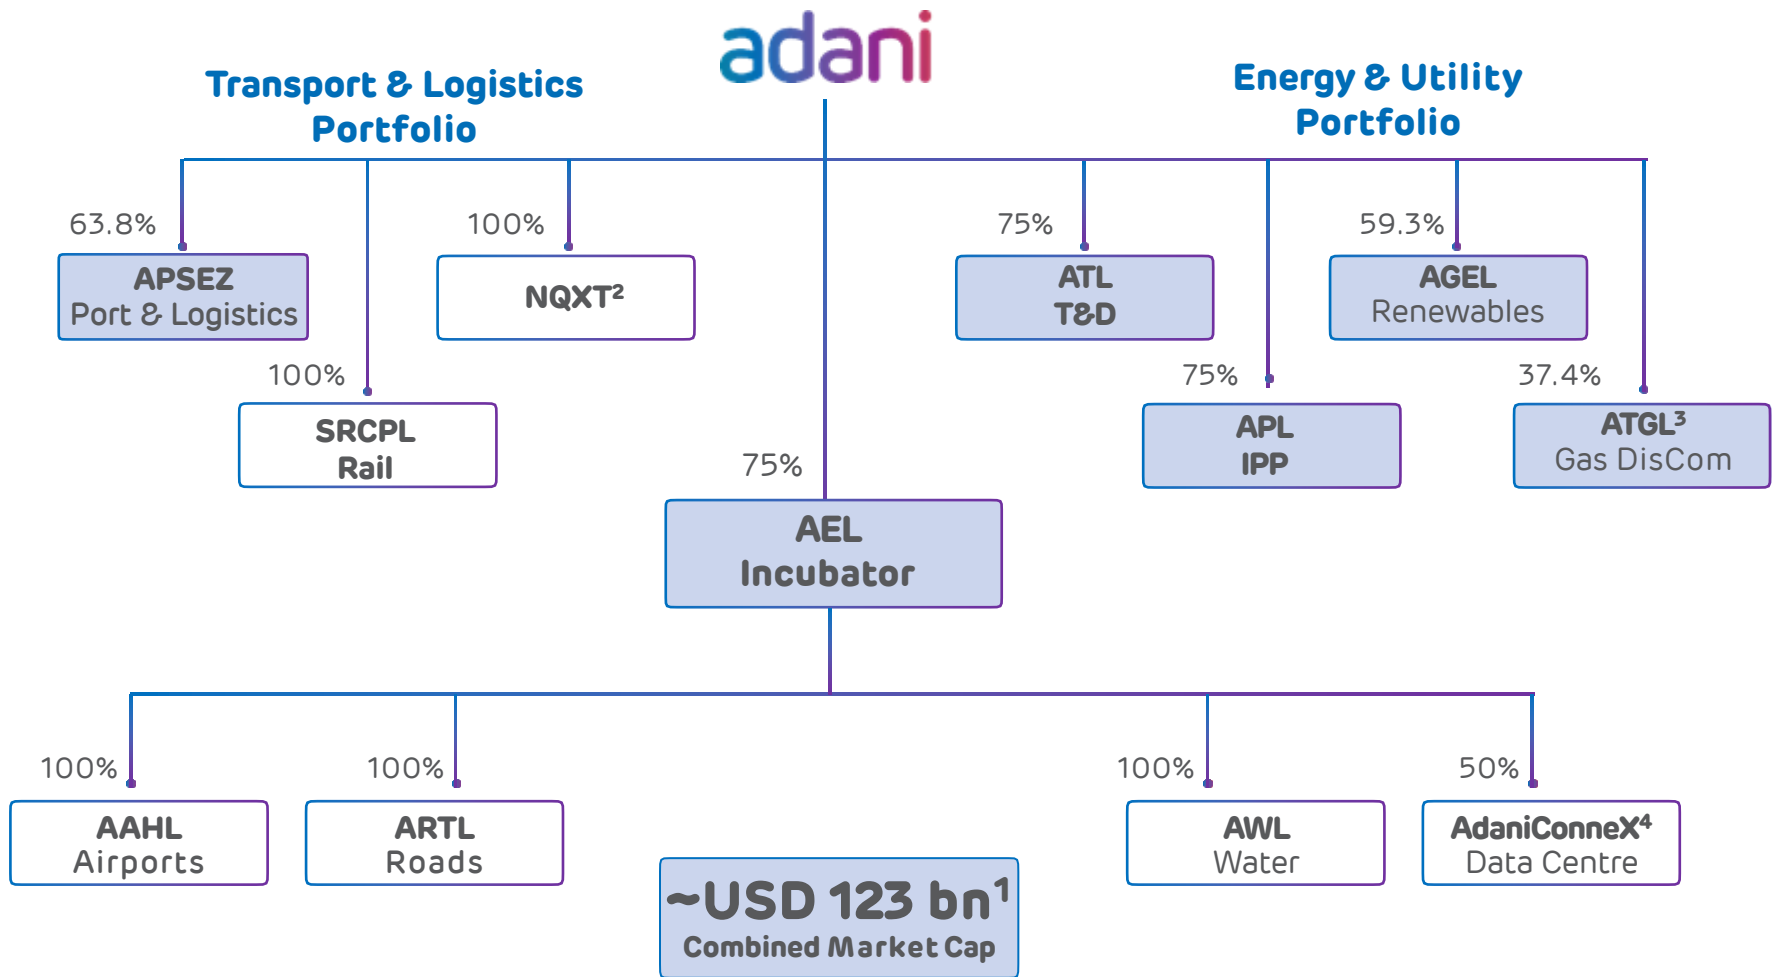 adani
Transport & Logistics
Portfolio
Energy & Utility
Portfolio
63.8%
APSEZ
Port & Logistics
100%
SRCPL
Rail
100%
NQXT²
75%
ATL
T&D
75%
APL
IPP
59.3%
AGEL
Renewables
37.4%
ATGL³
Gas DisCom
75%
AEL
Incubator
100%
AAHL
Airports
100%
ARTL
Roads
100%
AWL
Water
50%
AdaniConneX⁴
Data Centre
~USD 123 bn¹
Combined Market Cap